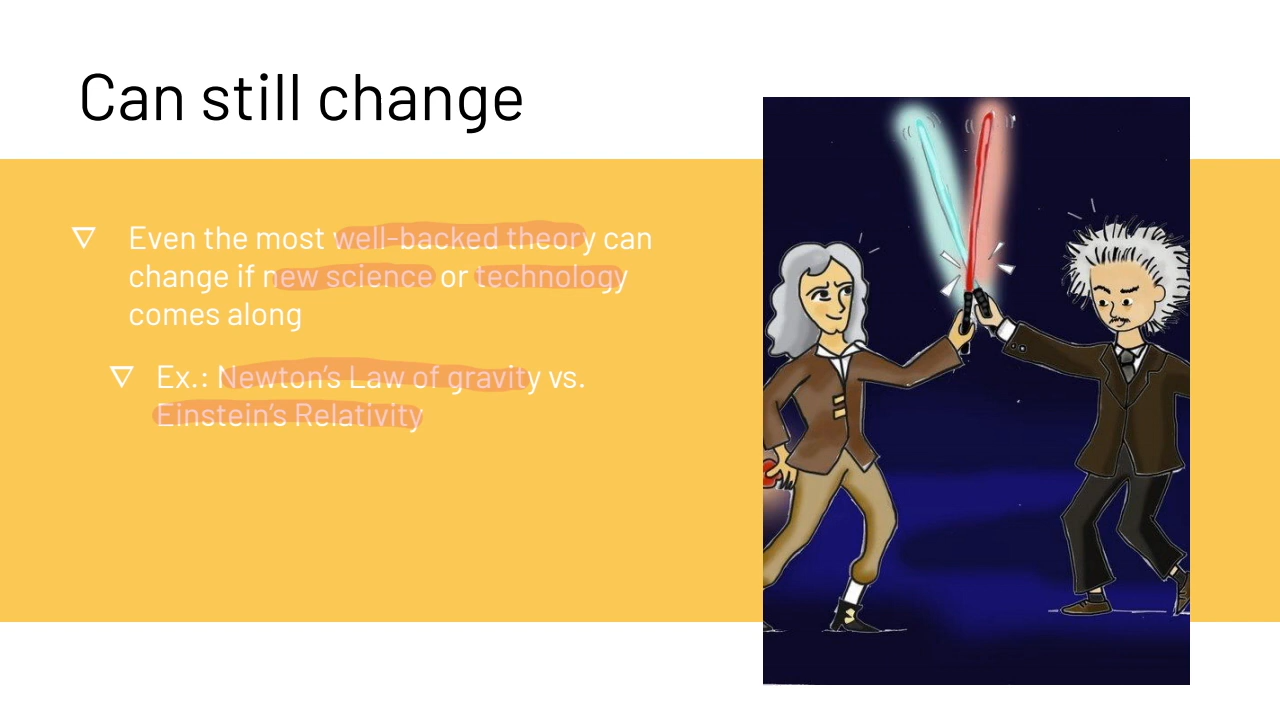 Can still change
Even the most well-backed theory can
change if new science or technology
comes along
Ex.: Newton’s Law of gravity vs.
Einstein’s Relativity